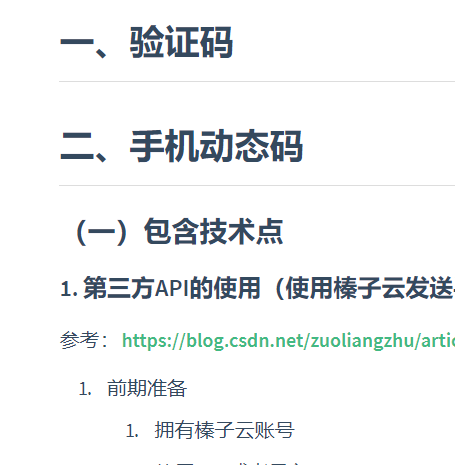 一、验证码
二、手机动态码
（一）包含技术点
1. 第三方API的使用（使用榛子云发送
参考：https://blog.csdn.net/zuoliangzhu/artic
1. 前期准备
1. 拥有榛子云账号